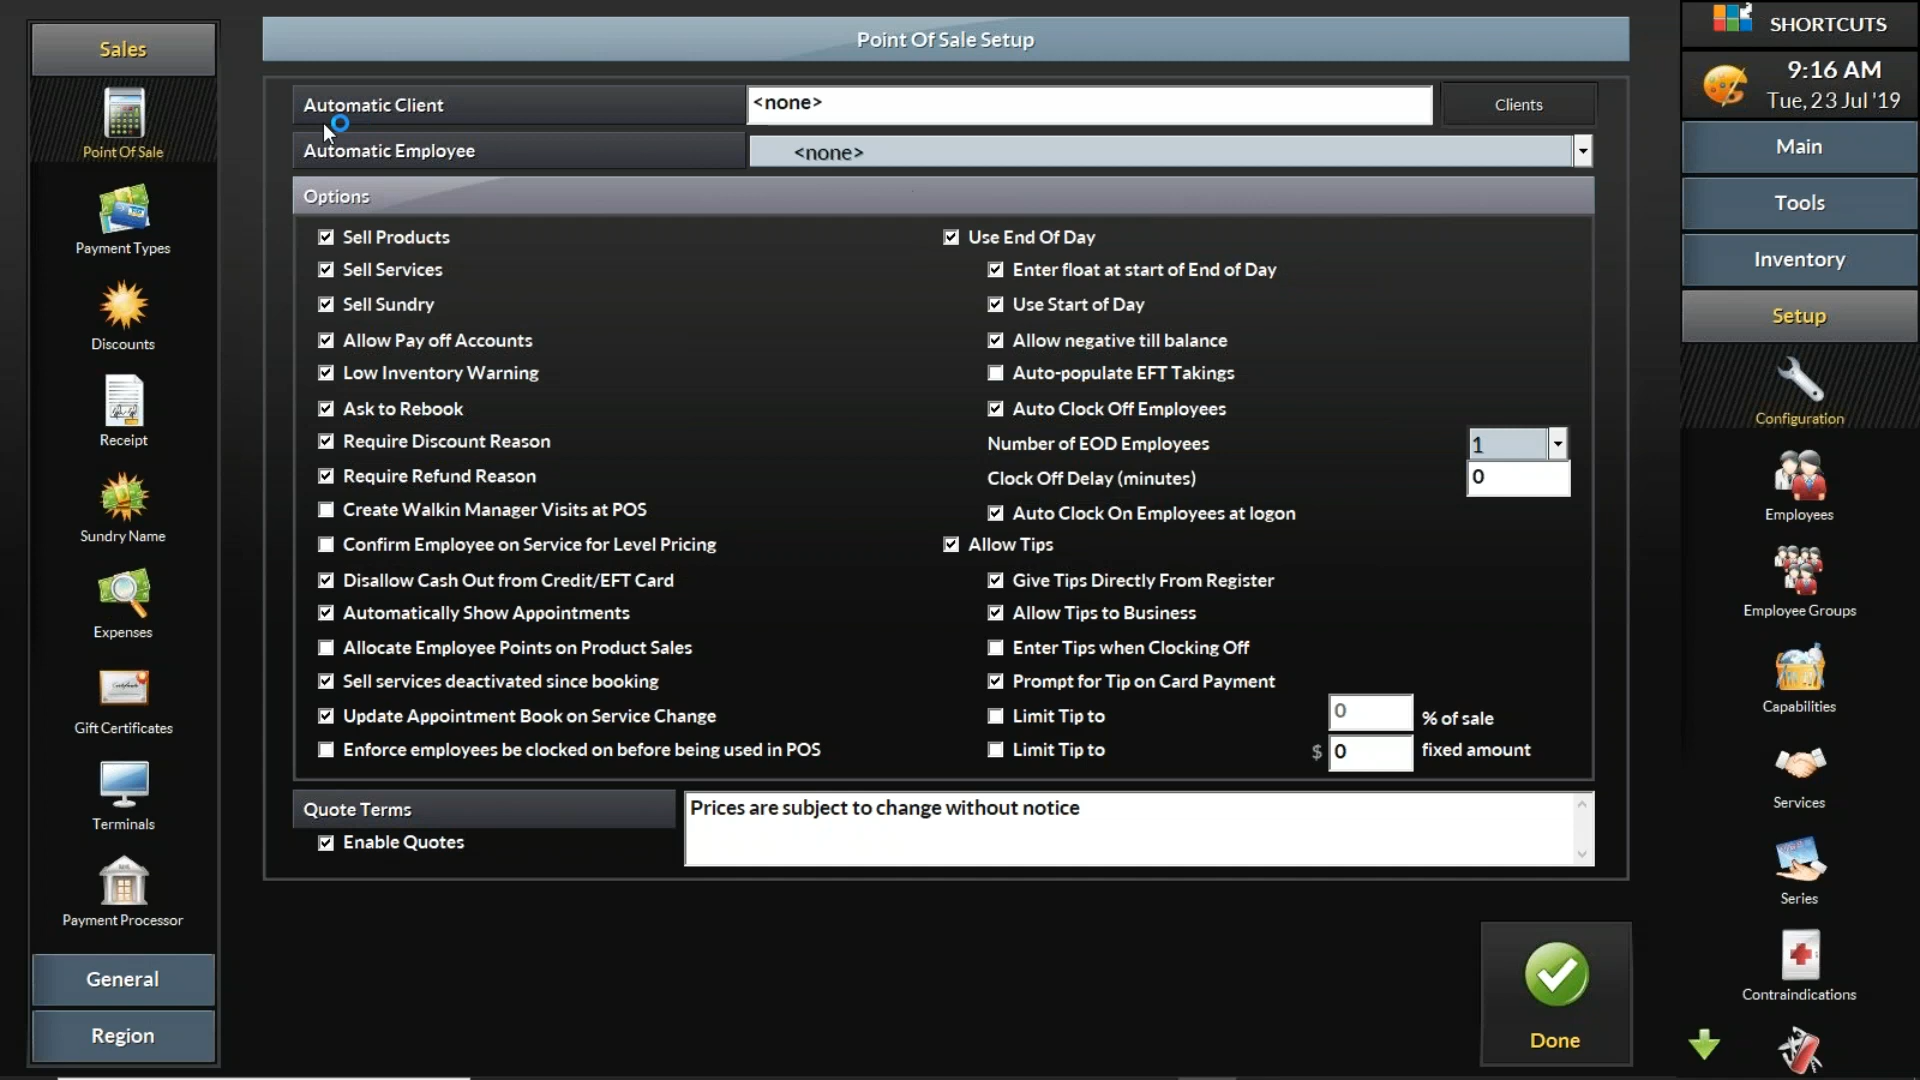 Sales
Point Of Sale
Payment Types
Discounts
Receipt
Sundry Name
Expenses
Gift Certificates
Terminals
Payment Processor
General
Region
Point Of Sale Setup
Automatic Client
<none>
Clients
Automatic Employee
<none>
Options
Sell Products
Sell Services
Sell Sundry
Allow Pay off Accounts
Low Inventory Warning
Ask to Rebook
Require Discount Reason
Require Refund Reason
Create Walkin Manager Visits at POS
Confirm Employee on Service for Level Pricing
Disallow Cash Out from Credit/EFT Card
Automatically Show Appointments
Allocate Employee Points on Product Sales
Sell services deactivated since booking
Update Appointment Book on Service Change
Enforce employees be clocked on before being used in POS
Use End Of Day
Enter float at start of End of Day
Use Start of Day
Allow negative till balance
Auto-populate EFT Takings
Auto Clock Off Employees
Number of EOD Employees 1
Clock Off Delay (minutes) 0
Auto Clock On Employees at logon
Allow Tips
Give Tips Directly From Register
Allow Tips to Business
Enter Tips when Clocking Off
Prompt for Tip on Card Payment
Limit Tip to 0 % of sale
Limit Tip to $ 0 fixed amount
Quote Terms
Enable Quotes
Prices are subject to change without notice
Done
SHORTCUTS
9:16 AM
Tue, 23 Jul '19
Main
Tools
Inventory
Setup
Configuration
Employees
Employee Groups
Capabilities
Services
Series
Contraindications